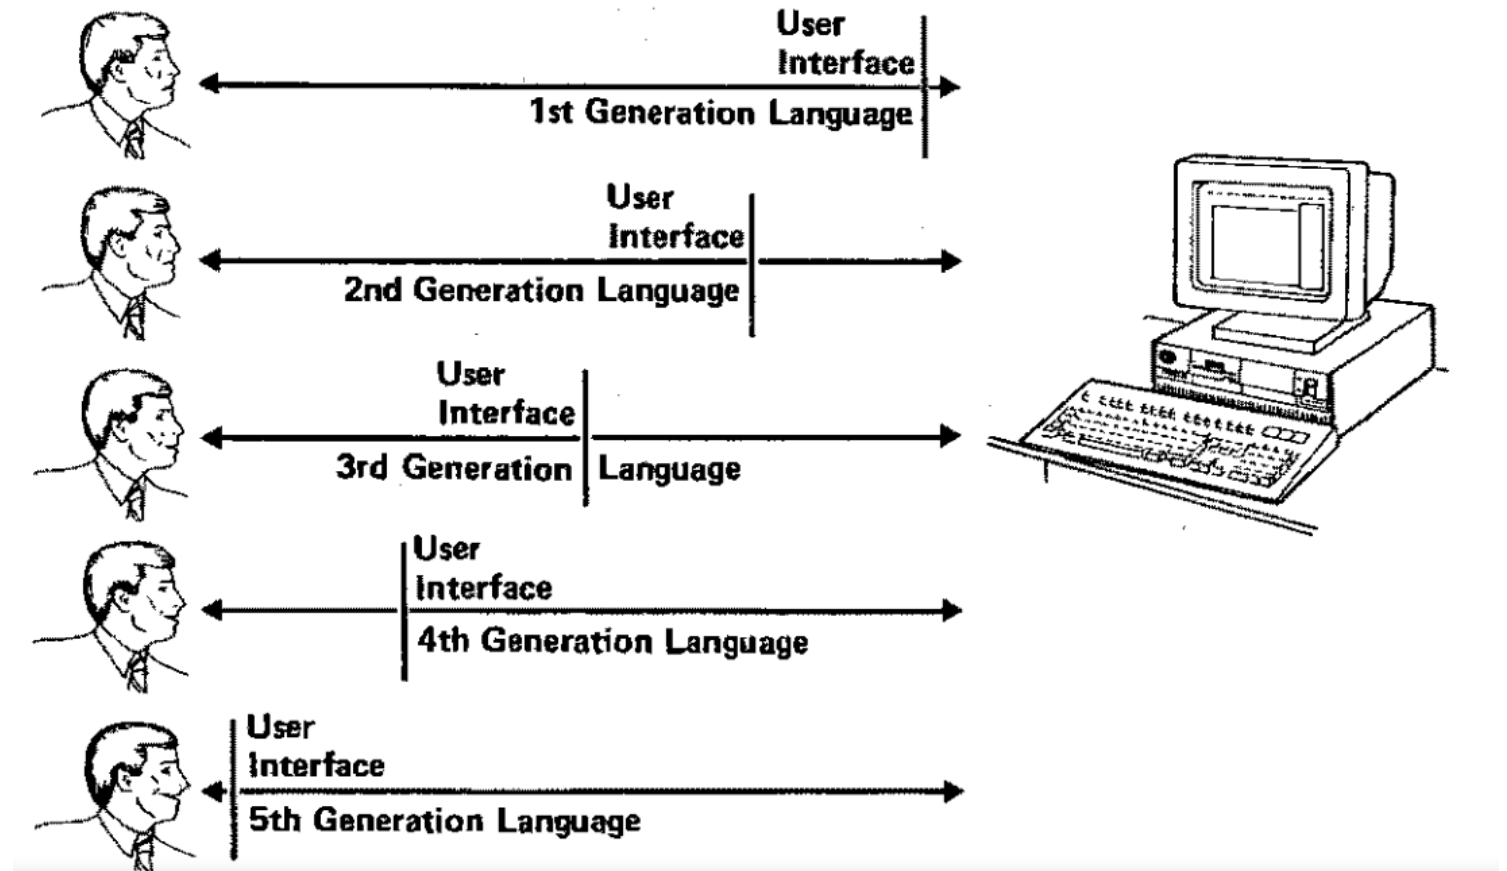 User
Interface
1st Generation Language
User
Interface
2nd Generation Language
User
Interface
3rd Generation Language
User
Interface
4th Generation Language
User
Interface
5th Generation Language